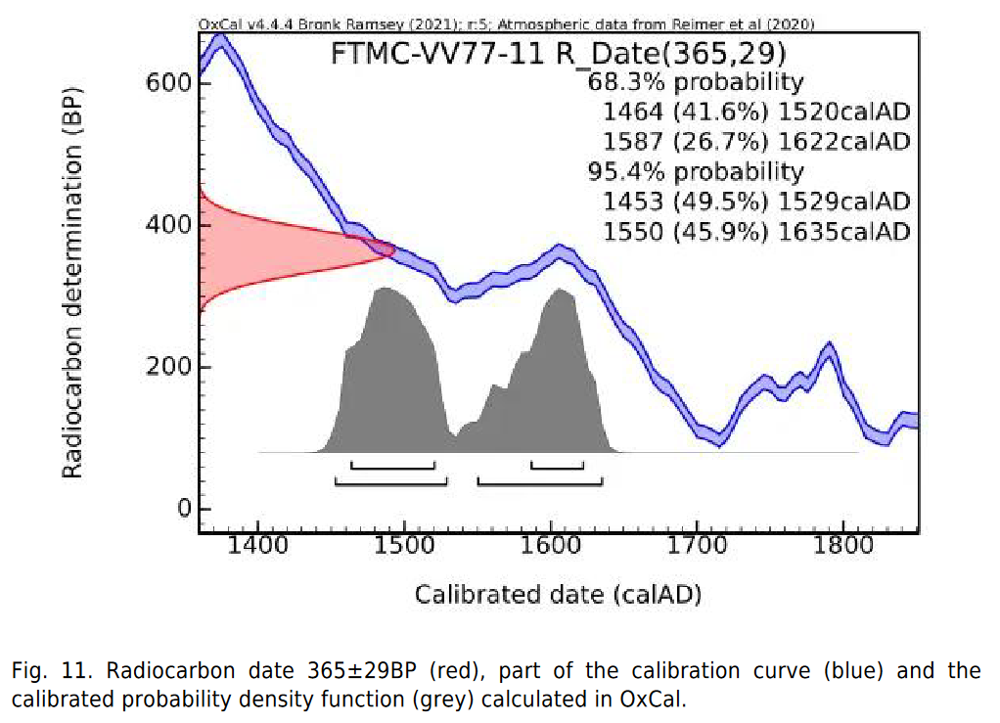 OxCal v4.4.4 Bronk Ramsey (2021); r:5; Atmospheric data from Reimer et al (2020)
FTMC-VV77-11 R_Date(365,29)
68.3% probability
1464 (41.6%) 1520calAD
1587 (26.7%) 1622calAD
95.4% probability
1453 (49.5%) 1529calAD
1550 (45.9%) 1635calAD
Radiocarbon determination (BP)
600
400
200
0
1400 1500 1600 1700 1800
Calibrated date (calAD)
Fig. 11. Radiocarbon date 365±29BP (red), part of the calibration curve (blue) and the
calibrated probability density function (grey) calculated in OxCal.